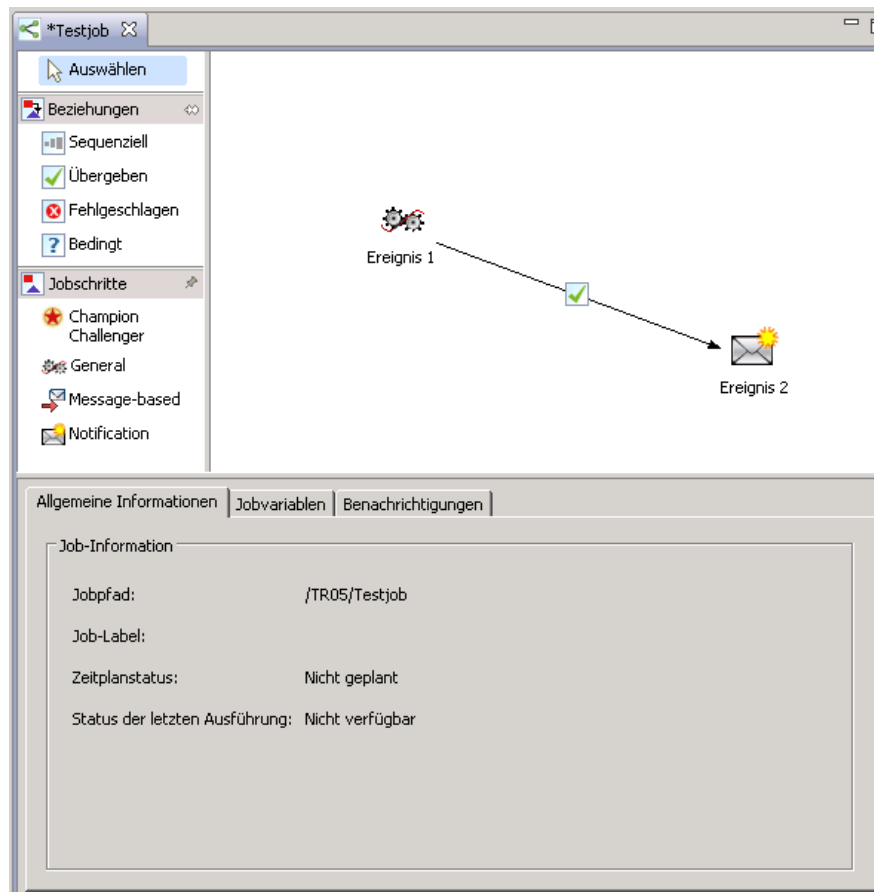 *Testjob
Auswählen
Beziehungen
Sequenziell
Übergeben
Fehlgeschlagen
Bedingt
Jobschritte
Champion
Challenger
General
Message-based
Notification
Ereignis 1
Ereignis 2
Allgemeine Informationen Jobvariablen Benachrichtigungen
Job-Information
Jobpfad: /TR05/Testjob
Job-Label:
Zeitplanstatus: Nicht geplant
Status der letzten Ausführung: Nicht verfügbar